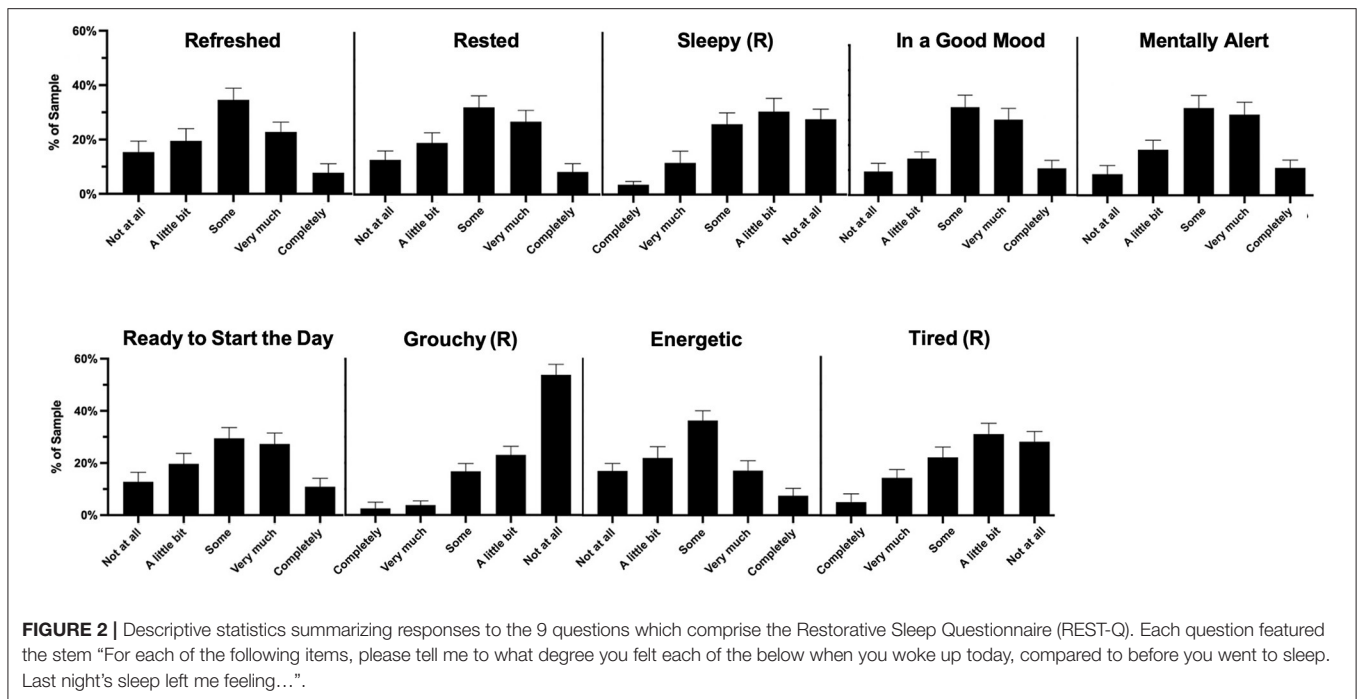 Refreshed Rested Sleepy (R) In a Good Mood Mentally Alert
60%
40%
20%
0%
% of Sample
Not at all A little bit Some Very much Completely
Not at all A little bit Some Very much Completely
Completely Very much Some A little bit Not at all
Not at all A little bit Some Very much Completely
Not at all A little bit Some Very much Completely
Ready to Start the Day Grouchy (R) Energetic Tired (R)
60%
40%
20%
0%
% of Sample
Not at all A little bit Some Very much Completely
Completely Very much Some A little bit Not at all
Not at all A little bit Some Very much Completely
Completely Very much Some A little bit Not at all
FIGURE 2 | Descriptive statistics summarizing responses to the 9 questions which comprise the Restorative Sleep Questionnaire (REST-Q). Each question featured
the stem “For each of the following items, please tell me to what degree you felt each of the below when you woke up today, compared to before you went to sleep.
Last night’s sleep left me feeling…”.